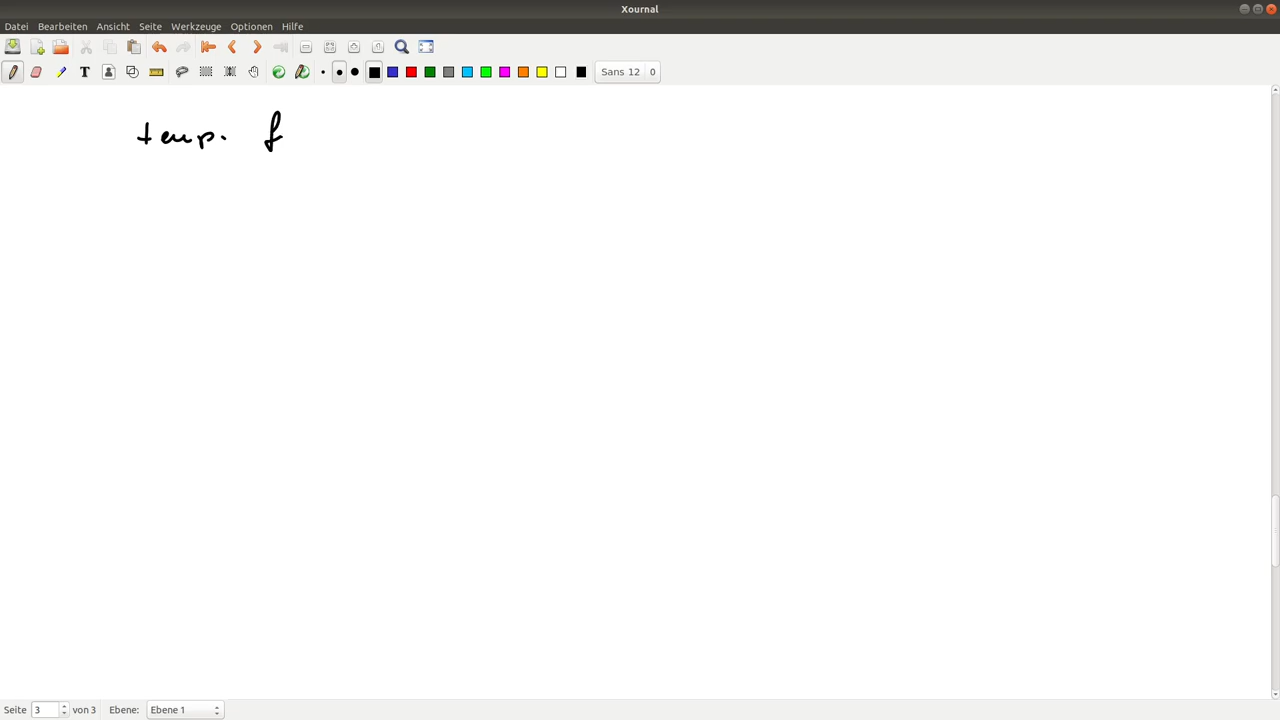 Xournal
Datei Bearbeiten Ansicht Seite Werkzeuge Optionen Hilfe
T Sans 12 0
temp. f
Seite 3 von 3 Ebene: Ebene 1